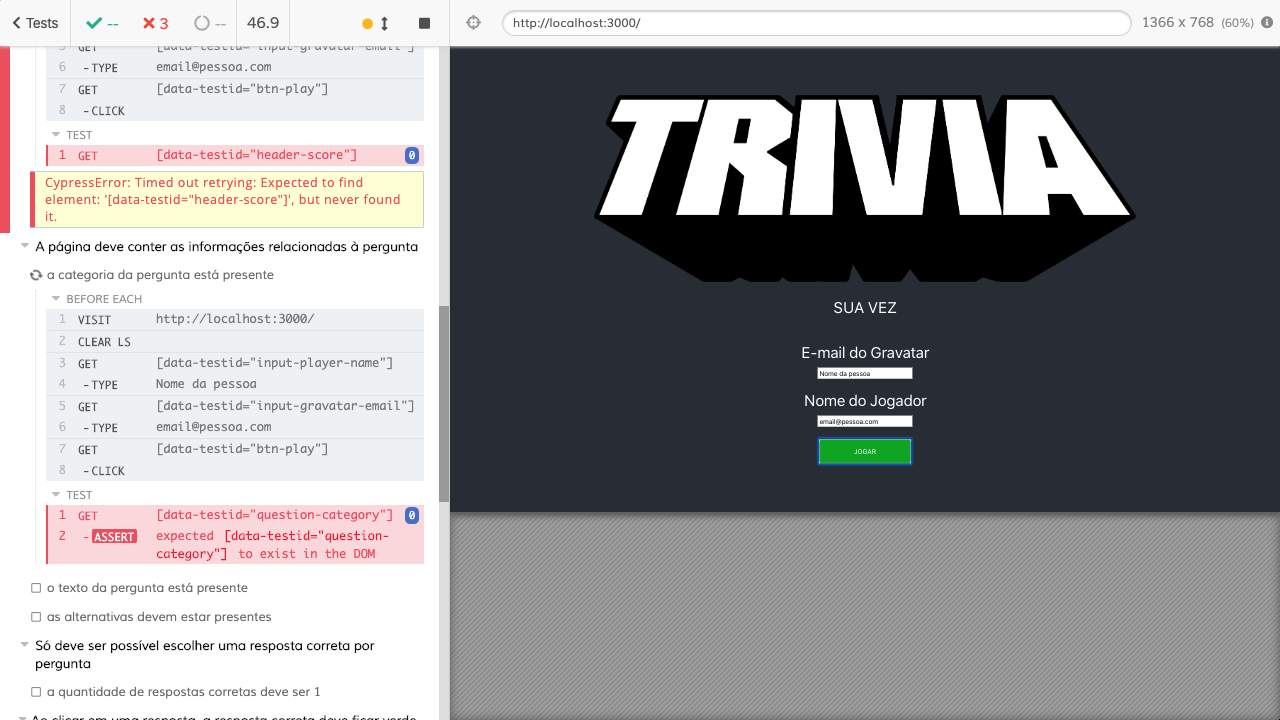 Tests
--
3
--
46.9
http://localhost:3000/
1366 x 768 (60%)
5 GET [data-testid="input-gravatar-email"]
6 -TYPE email@pessoa.com
7 GET [data-testid="btn-play"]
8 -CLICK
TEST
1 GET [data-testid="header-score"] 0
CypressError: Timed out retrying: Expected to find
element: '[data-testid="header-score"]', but never found
it.
A página deve conter as informações relacionadas à pergunta
a categoria da pergunta está presente
BEFORE EACH
1 VISIT http://localhost:3000/
2 CLEAR LS
3 GET [data-testid="input-player-name"]
4 -TYPE Nome da pessoa
5 GET [data-testid="input-gravatar-email"]
6 -TYPE email@pessoa.com
7 GET [data-testid="btn-play"]
8 -CLICK
TEST
1 GET [data-testid="question-category"] 0
2 -ASSERT expected [data-testid="question-
category"] to exist in the DOM
o texto da pergunta está presente
as alternativas devem estar presentes
Só deve ser possível escolher uma resposta correta por
pergunta
a quantidade de respostas corretas deve ser 1
Ao clicar em uma resposta, a resposta correta deve ficar verde
TRIVIA
SUA VEZ
E-mail do Gravatar
Nome da pessoa
Nome do Jogador
email@pessoa.com
JOGAR